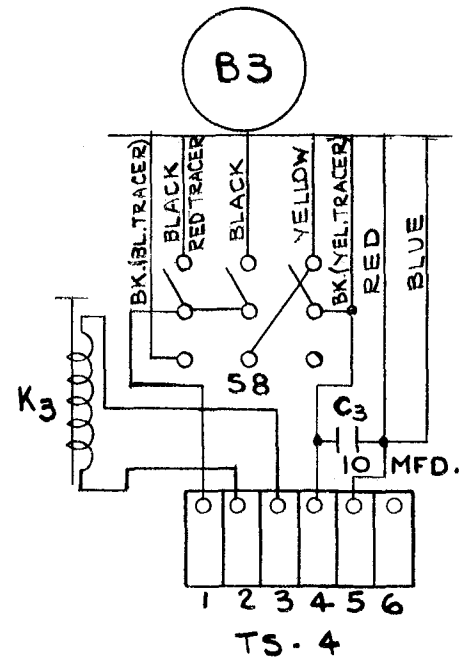 B3
BK.(BL.TRACER)
BLACK
RED TRACER
BLACK
YELLOW
BK.(YEL.TRACER)
RED
BLUE
S8
K3
C3
10 MFD.
1 2 3 4 5 6
TS. 4